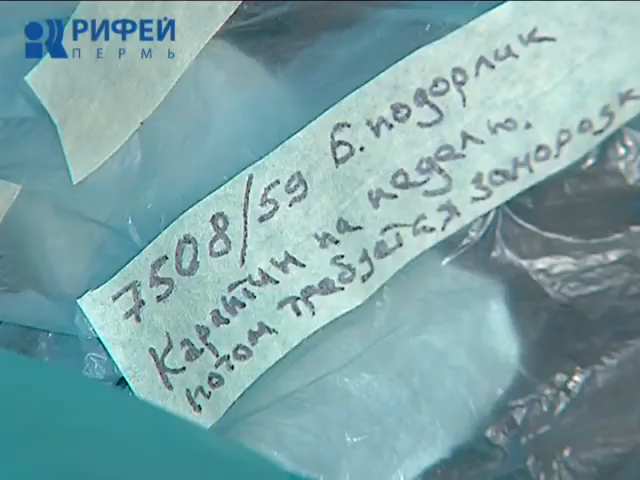 РИФЕЙ
ПЕРМЬ
7508/59 Б. подорлик
Карантин на неделю.
потом требуется заморозк